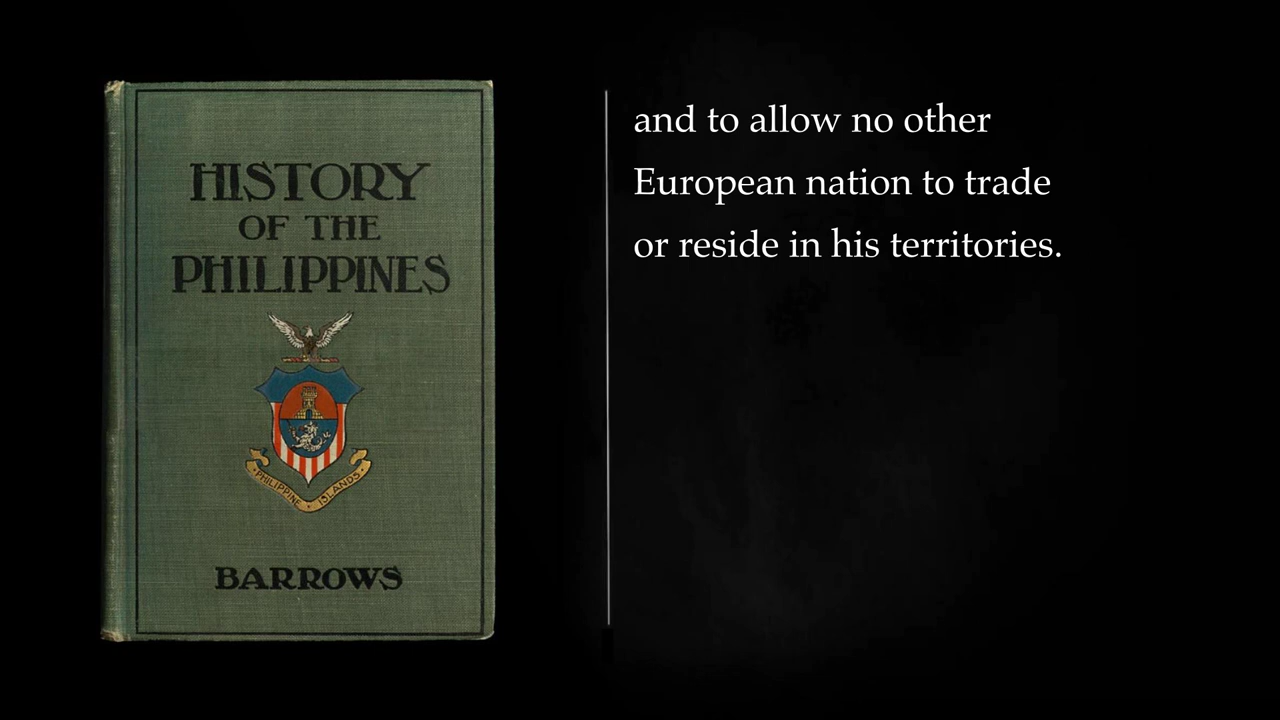 HISTORY
OF THE
PHILIPPINES
PHILIPPINE ISLANDS
BARROWS
and to allow no other
European nation to trade
or reside in his territories.